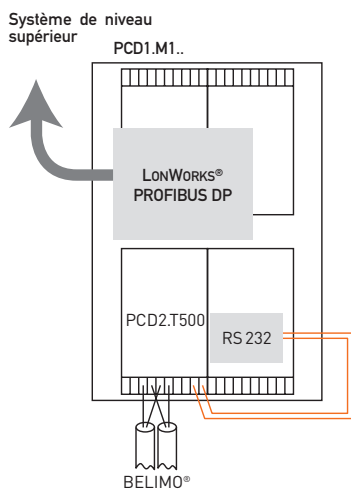 Système de niveau
supérieur
PCD1.M1..
LONWORKS®
PROFIBUS DP
PCD2.T500
RS 232
BELIMO®